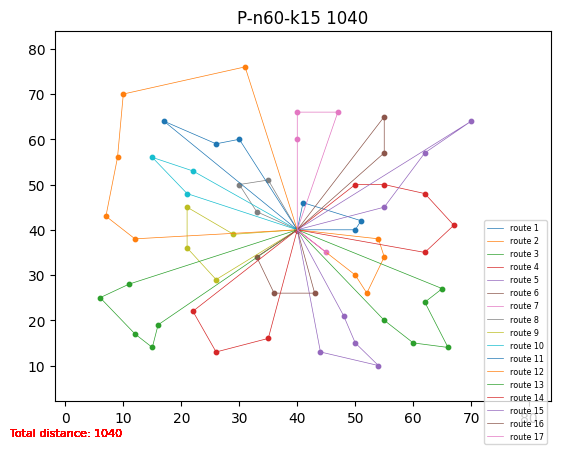 P-n60-k15 1040
80
70
60
50
40
30
20
10
0
10
20
30
40
50
60
70
route 1
route 2
route 3
route 4
route 5
route 6
route 7
route 8
route 9
route 10
route 11
route 12
route 13
route 14
route 15
route 16
route 17
Total distance: 1040